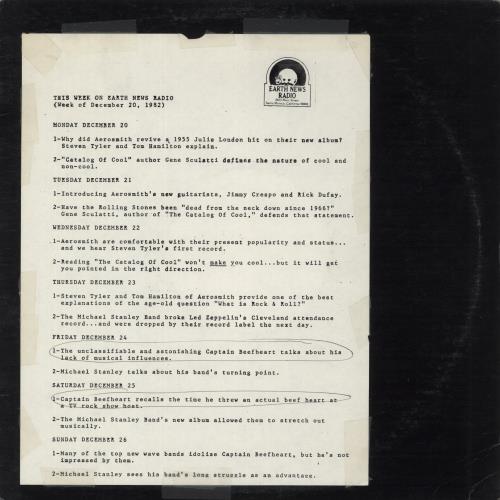 EARTH NEWS
RADIO
THIS WEEK ON EARTH NEWS RADIO
(Week of December 20, 1982)
MONDAY DECEMBER 20
1-Why did Aerosmith revive a 1955 Julie London hit on their new album?
Steven Tyler and Tom Hamilton explain.
2-"Catalog Of Cool" author Gene Sculatti defines the nature of cool and
non-cool.
TUESDAY DECEMBER 21
1-Introducing Aerosmith's new guitarists, Jimmy Crespo and Rick Dufay.
2-Have the Rolling Stones been "dead from the neck down since 1966?"
Gene Sculatti, author of "The Catalog Of Cool," defends that statement.
WEDNESDAY DECEMBER 22
1-Aerosmith are comfortable with their present popularity and status...
and we hear Steven Tyler's first record.
2-Reading "The Catalog Of Cool" won't make you cool...but it will get
you pointed in the right direction.
THURSDAY DECEMBER 23
1-Steven Tyler and Tom Hamilton of Aerosmith provide one of the best
explanations of the age-old question "What is Rock & Roll?"
2-The Michael Stanley Band broke Led Zeppelin's Cleveland attendance
record...and were dropped by their record label the next day.
FRIDAY DECEMBER 24
1-The unclassifiable and astonishing Captain Beefheart talks about his
lack of musical influences.
2-Michael Stanley talks about his band's turning point.
SATURDAY DECEMBER 25
1-Captain Beefheart recalls the time he threw an actual beef heart at
a TV rock show host.
2-The Michael Stanley Band's new album allowed them to stretch out
musically.
SUNDAY DECEMBER 26
1-Many of the top new wave bands idolize Captain Beefheart, but he's not
impressed by them.
2-Michael Stanley sees his band's long struggle as an advantage.